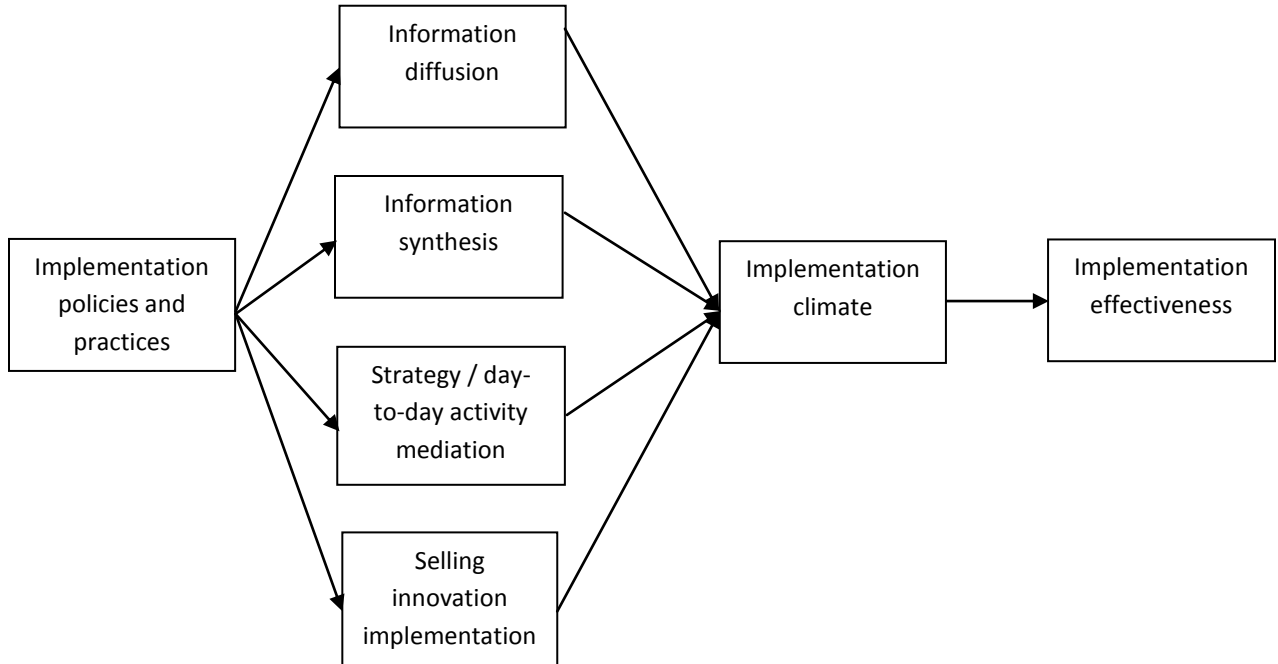 Information
diffusion
Information
synthesis
Implementation
policies and
practices
Implementation
climate
Implementation
effectiveness
Strategy / day-
to-day activity
mediation
Selling
innovation
implementation